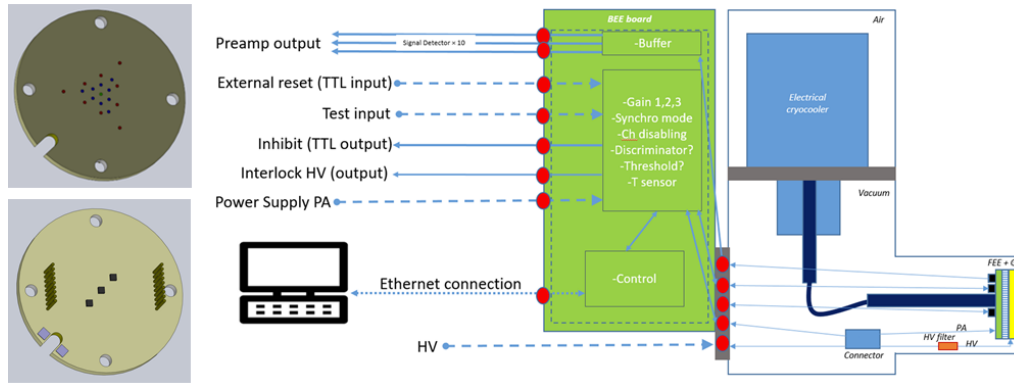 BEE board
Air
Preamp output
Signal Detector × 10
-Buffer
External reset (TTL input)
Test input
Inhibit (TTL output)
Interlock HV (output)
Power Supply PA
-Gain 1,2,3
-Synchro mode
-Ch disabling
-Discriminator?
-Threshold?
-T sensor
Electrical
cryocooler
Vacuum
FEE +
-Control
Ethernet connection
PA
HV filter
HV
Connector
HV